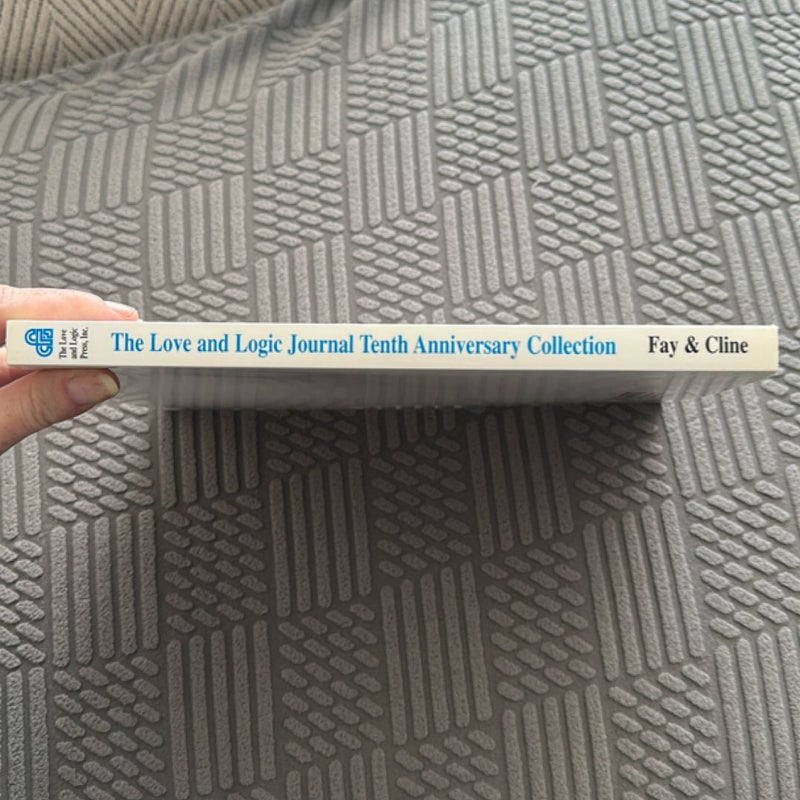 The Love
and Logic
Press, Inc.
The Love and Logic Journal Tenth Anniversary Collection
Fay & Cline